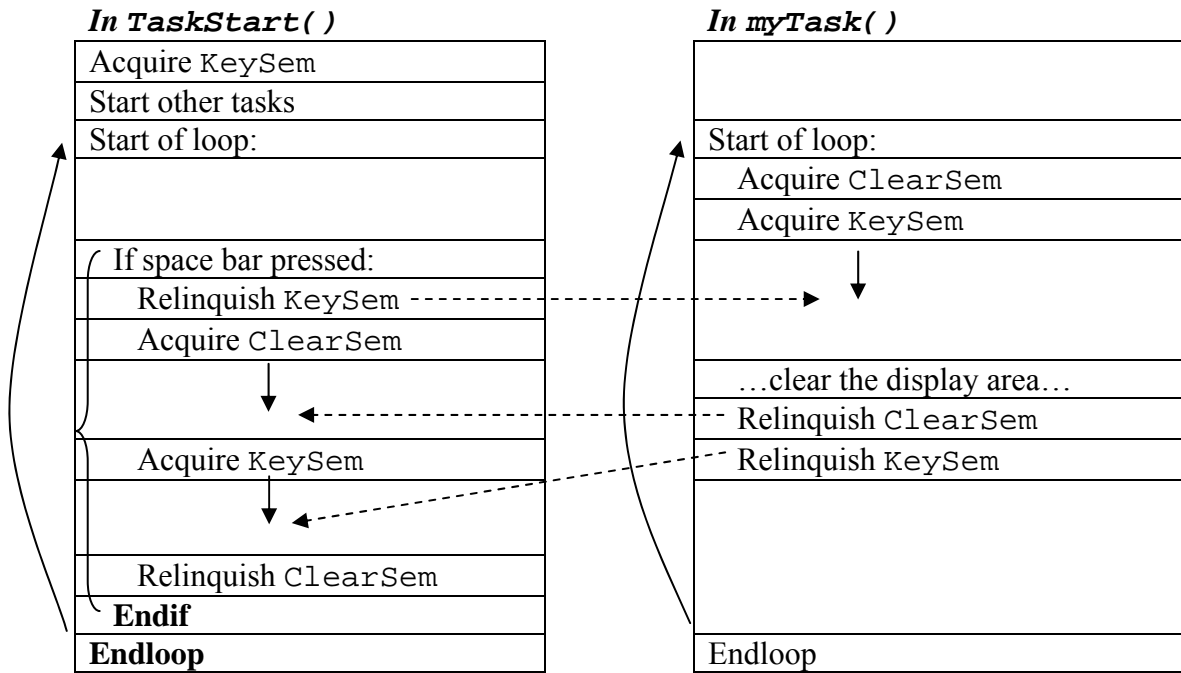 In TaskStart()
Acquire KeySem
Start other tasks
Start of loop:
If space bar pressed:
Relinquish KeySem
Acquire ClearSem
Acquire KeySem
Relinquish ClearSem
Endif
Endloop
In myTask()
Start of loop:
Acquire ClearSem
Acquire KeySem
…clear the display area…
Relinquish ClearSem
Relinquish KeySem
Endloop